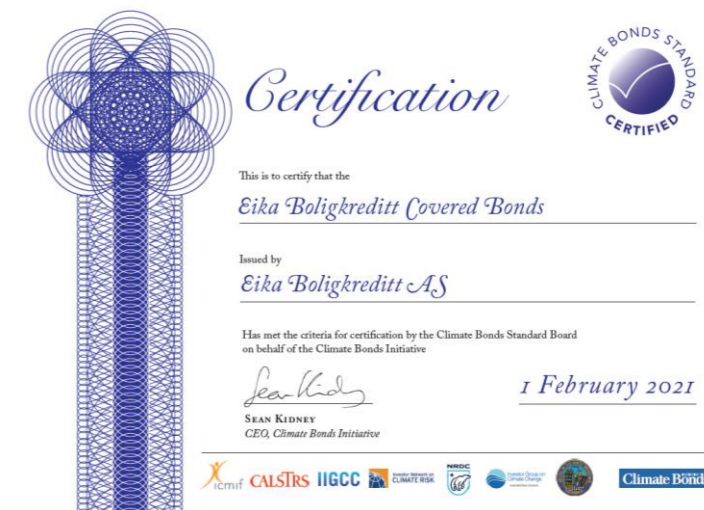 Certification
CLIMATE BONDS STANDARD
CERTIFIED
This is to certify that the
Eika Boligkreditt Covered Bonds
Issued by
Eika Boligkreditt AS
Has met the criteria for certification by the Climate Bonds Standard Board
on behalf of the Climate Bonds Initiative
1 February 2021
SEAN KIDNEY
CEO, Climate Bonds Initiative
icmif CALSTRS IIGCC Investor Network on CLIMATE RISK NRDC Investor Group on Climate Change Climate Bond